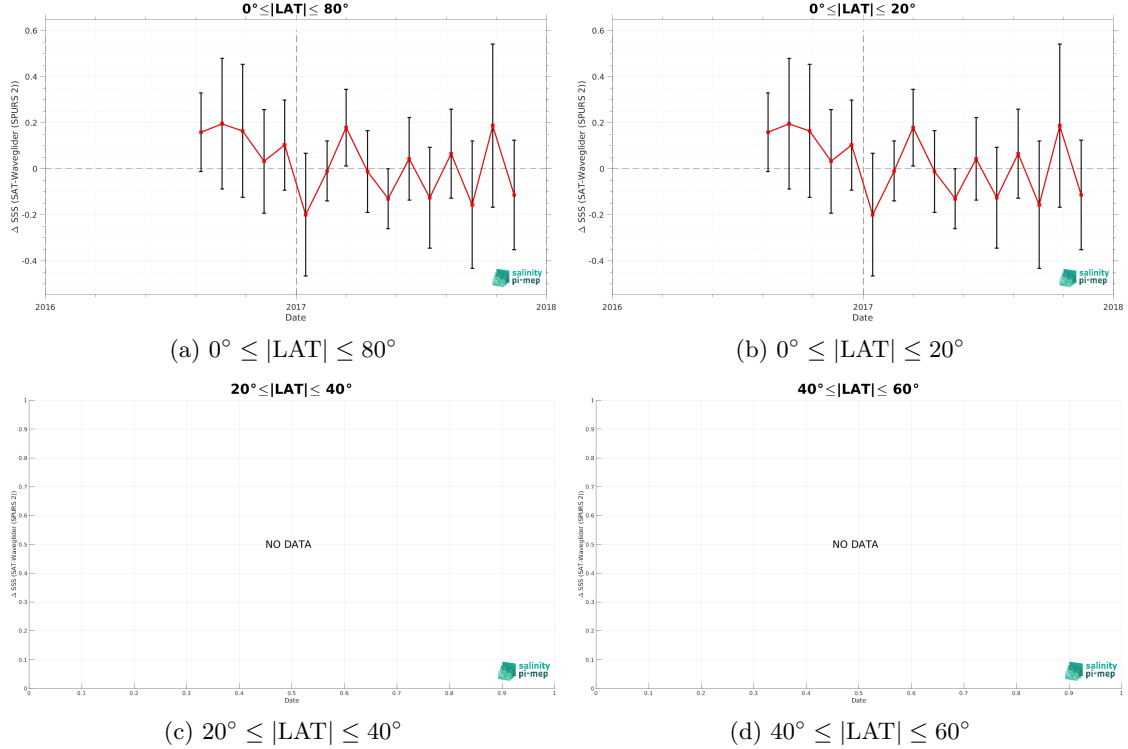 0°≤|LAT|≤ 80°
Δ SSS (SAT-Waveglider (SPURS 2))
0.6
0.4
0.2
0
-0.2
-0.4
2016
2017
2018
Date
salinity
pi-mep
(a) 0° ≤ |LAT| ≤ 80°
0°≤|LAT|≤ 20°
Δ SSS (SAT-Waveglider (SPURS 2))
0.6
0.4
0.2
0
-0.2
-0.4
2016
2017
2018
Date
salinity
pi-mep
(b) 0° ≤ |LAT| ≤ 20°
20°≤|LAT|≤ 40°
Δ SSS (SAT-Waveglider (SPURS 2))
1
0.9
0.8
0.7
0.6
0.5
0.4
0.3
0.2
0.1
0
NO DATA
0 0.1 0.2 0.3 0.4 0.5 0.6 0.7 0.8 0.9 1
Date
salinity
pi-mep
(c) 20° ≤ |LAT| ≤ 40°
40°≤|LAT|≤ 60°
Δ SSS (SAT-Waveglider (SPURS 2))
1
0.9
0.8
0.7
0.6
0.5
0.4
0.3
0.2
0.1
0
NO DATA
0 0.1 0.2 0.3 0.4 0.5 0.6 0.7 0.8 0.9 1
Date
salinity
pi-mep
(d) 40° ≤ |LAT| ≤ 60°